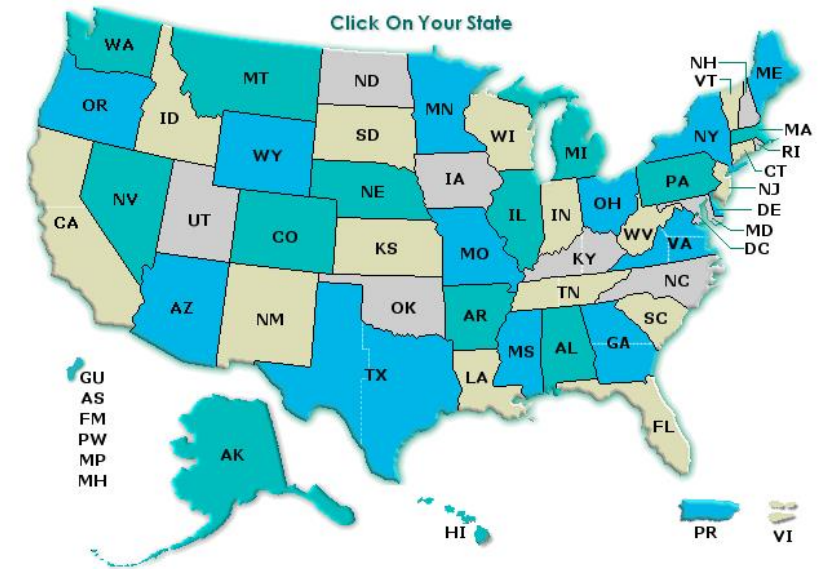 Click On Your State
WA
MT
ND
MN
NH
VT
ME
OR
ID
SD
WI
MI
NY
MA
RI
CT
NJ
DE
MD
DC
WY
NV
UT
NE
IA
PA
CO
IL
IN
OH
WV
VA
CA
KS
MO
KY
NC
AZ
NM
OK
TN
AR
SC
MS
AL
GA
TX
LA
FL
GU
AS
FM
PW
MP
MH
AK
HI
PR
VI